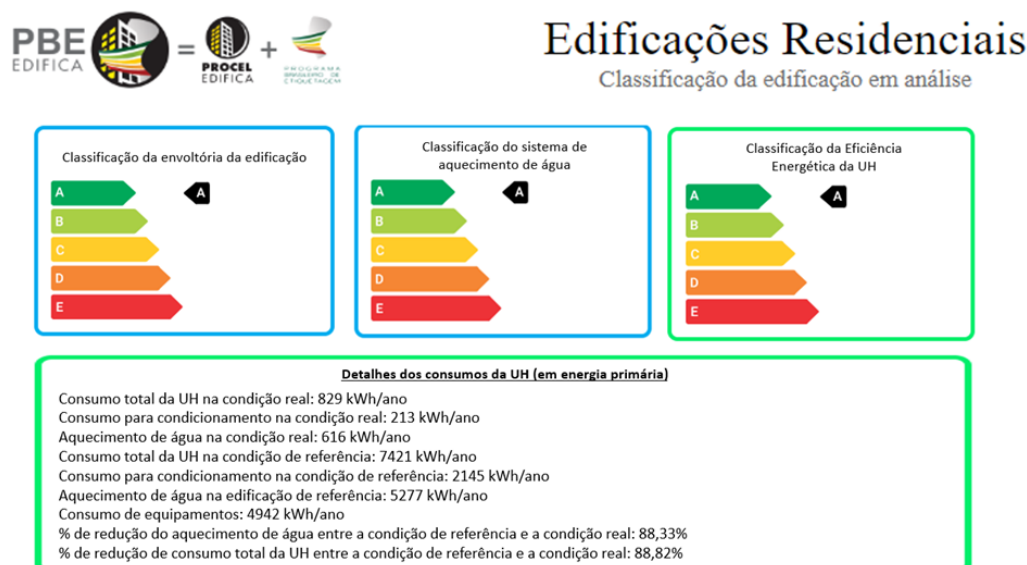 PBE
EDIFICA
=
PROCEL
EDIFICA
+
PROGRAMA
BRASILEIRO DE
ETIQUETAGEM
Edificações Residenciais
Classificação da edificação em análise
Classificação da envoltória da edificação
A
A
B
C
D
E
Classificação do sistema de
aquecimento de água
A
A
B
C
D
E
Classificação da Eficiência
Energética da UH
A
A
B
C
D
E
Detalhes dos consumos da UH (em energia primária)
Consumo total da UH na condição real: 829 kWh/ano
Consumo para condicionamento na condição real: 213 kWh/ano
Aquecimento de água na condição real: 616 kWh/ano
Consumo total da UH na condição de referência: 7421 kWh/ano
Consumo para condicionamento na condição de referência: 2145 kWh/ano
Aquecimento de água na edificação de referência: 5277 kWh/ano
Consumo de equipamentos: 4942 kWh/ano
% de redução do aquecimento de água entre a condição de referência e a condição real: 88,33%
% de redução de consumo total da UH entre a condição de referência e a condição real: 88,82%